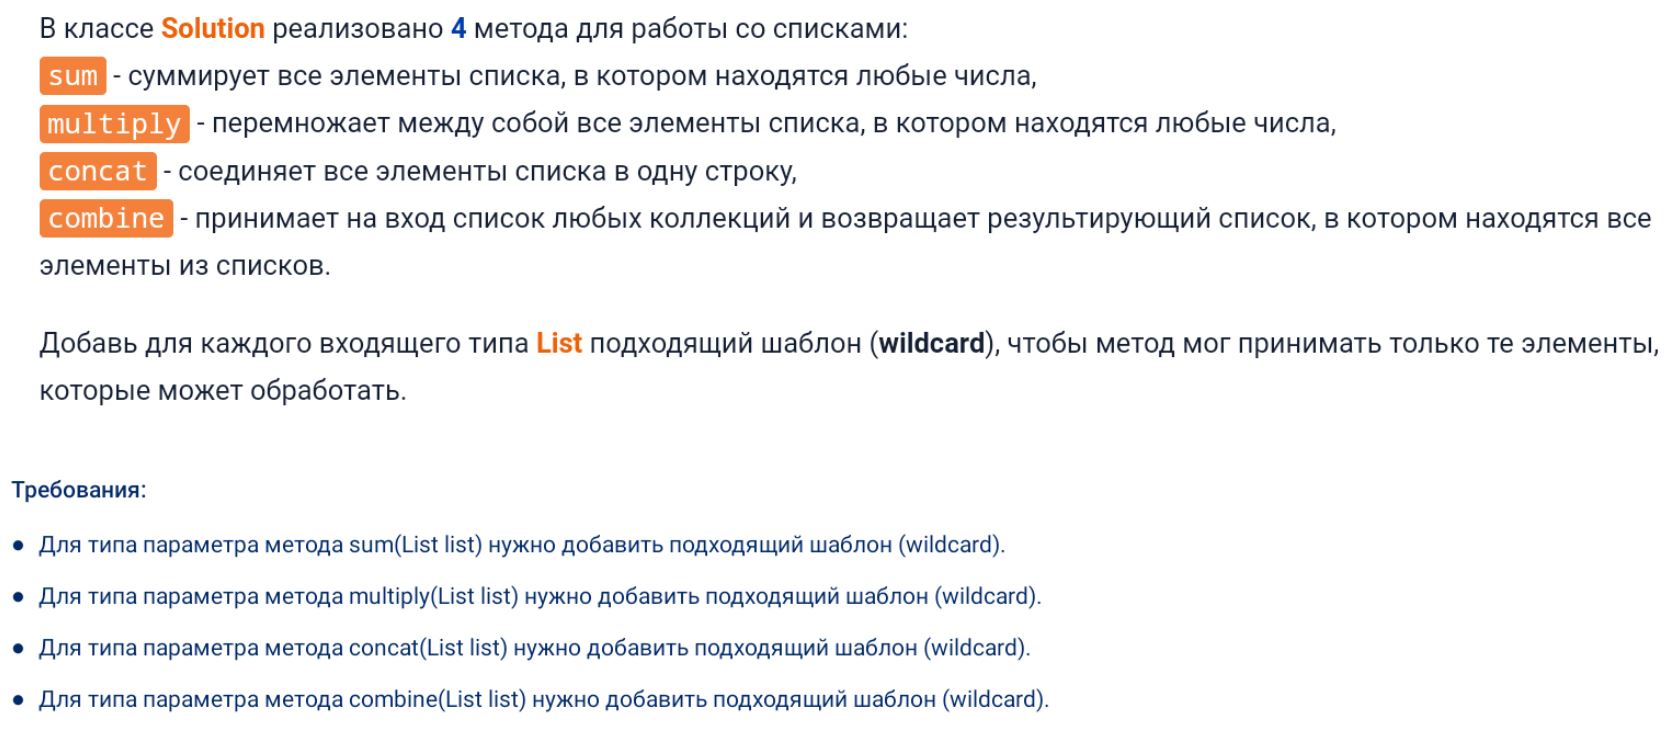 В классе Solution реализовано 4 метода для работы со списками:
sum - суммирует все элементы списка, в котором находятся любые числа,
multiply - перемножает между собой все элементы списка, в котором находятся любые числа,
concat - соединяет все элементы списка в одну строку,
combine - принимает на вход список любых коллекций и возвращает результирующий список, в котором находятся все
элементы из списков.
Добавь для каждого входящего типа List подходящий шаблон (wildcard), чтобы метод мог принимать только те элементы,
которые может обработать.
Требования:
● Для типа параметра метода sum(List list) нужно добавить подходящий шаблон (wildcard).
● Для типа параметра метода multiply(List list) нужно добавить подходящий шаблон (wildcard).
● Для типа параметра метода concat(List list) нужно добавить подходящий шаблон (wildcard).
● Для типа параметра метода combine(List list) нужно добавить подходящий шаблон (wildcard).